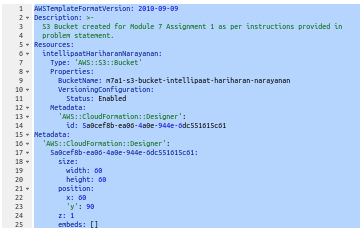 1 AWSTemplateFormatVersion: 2010-09-09
2 Description: >-
3 S3 Bucket created for Module 7 Assignment 1 as per instructions provided in
4 problem statement.
5 Resources:
6 intellipaatHariharanNarayanan:
7 Type: 'AWS::S3::Bucket'
8 Properties:
9 BucketName: m7a1-s3-bucket-intellipaat-hariharan-narayanan
10 VersioningConfiguration:
11 Status: Enabled
12 Metadata:
13 'AWS::CloudFormation::Designer':
14 id: 5a0cef8b-ea06-4a0e-944e-6dc551615c61
15 Metadata:
16 'AWS::CloudFormation::Designer':
17 5a0cef8b-ea06-4a0e-944e-6dc551615c61:
18 size:
19 width: 60
20 height: 60
21 position:
22 x: 60
23 'y': 90
24 z: 1
25 embeds: []